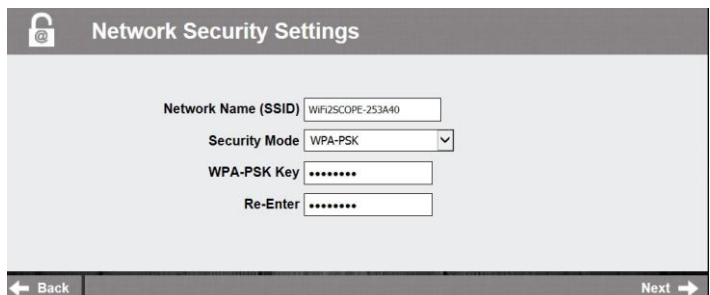 Network Security Settings
Network Name (SSID) WiFi2SCOPE-253A40
Security Mode WPA-PSK
WPA-PSK Key ••••••••
Re-Enter ••••••••
Back Next